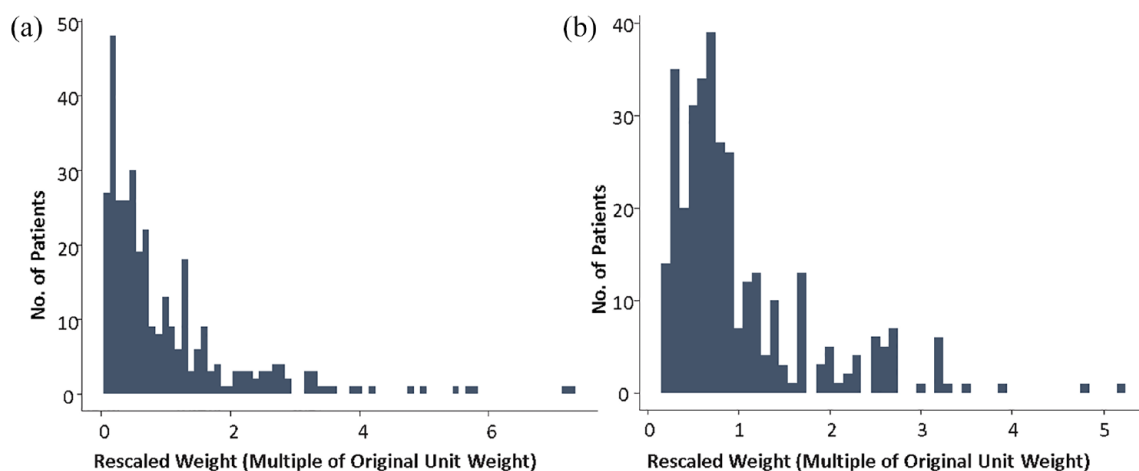 (a)
No. of Patients
50
40
30
20
10
0
0 2 4 6
Rescaled Weight (Multiple of Original Unit Weight)
(b)
No. of Patients
40
30
20
10
0
0 1 2 3 4 5
Rescaled Weight (Multiple of Original Unit Weight)